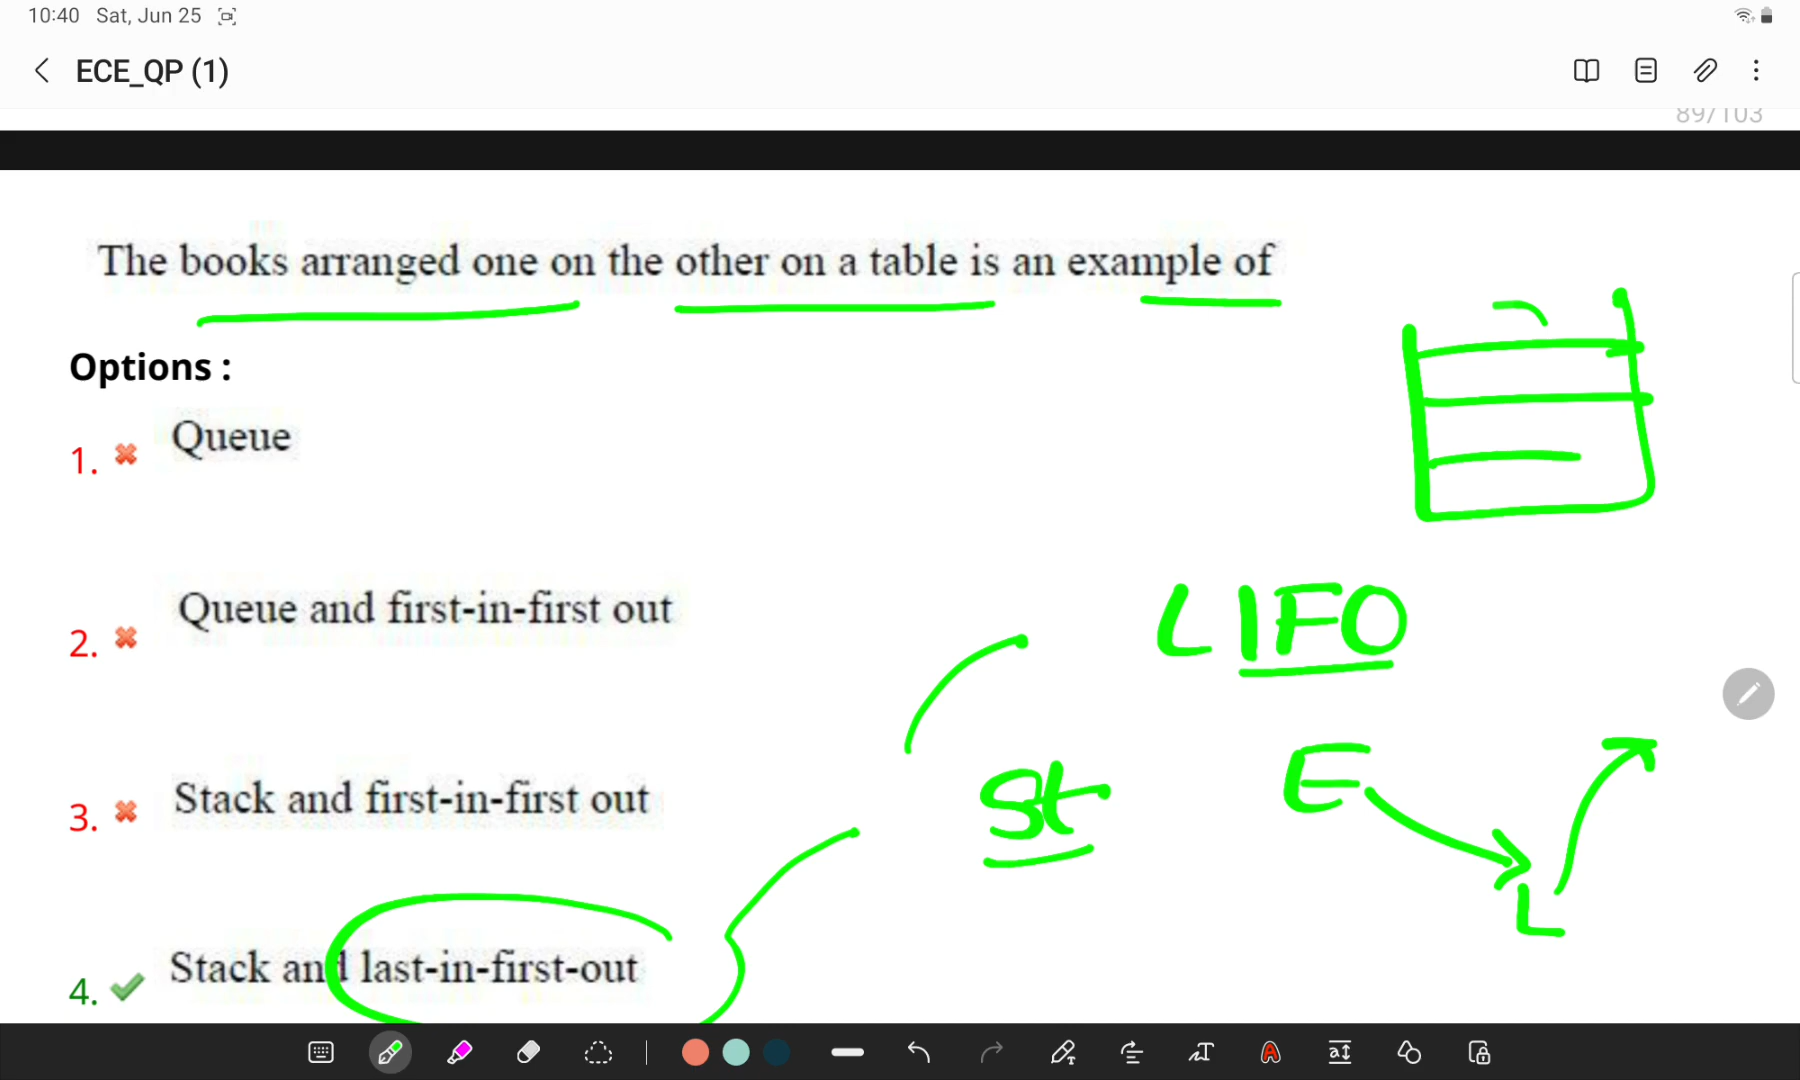 10:40 Sat, Jun 25
ECE_QP (1)
89/103
The books arranged one on the other on a table is an example of
Options :
1. Queue
2. Queue and first-in-first out
3. Stack and first-in-first out
4. Stack and last-in-first-out
LIFO
St
E
L